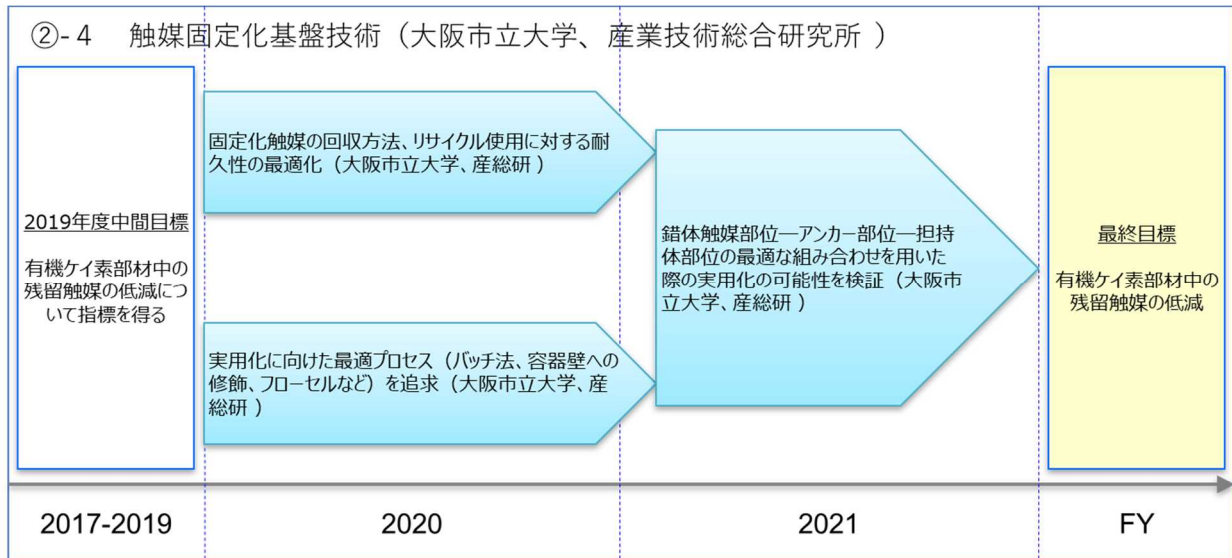 ②-４　触媒固定化基盤技術（大阪市立大学、産業技術総合研究所 ）
2019年度中間目標
有機ケイ素部材中の
残留触媒の低減につ
いて指標を得る
固定化触媒の回収方法、リサイクル使用に対する耐
久性の最適化（大阪市立大学、産総研 ）
実用化に向けた最適プロセス（バッチ法、容器壁への
修飾、フローセルなど）を追求（大阪市立大学、産
総研 ）
錯体触媒部位―アンカー部位―担持
体部位の最適な組み合わせを用いた
際の実用化の可能性を検証（大阪市
立大学、産総研 ）
最終目標
有機ケイ素部材中の
残留触媒の低減
2017-2019
2020
2021
FY